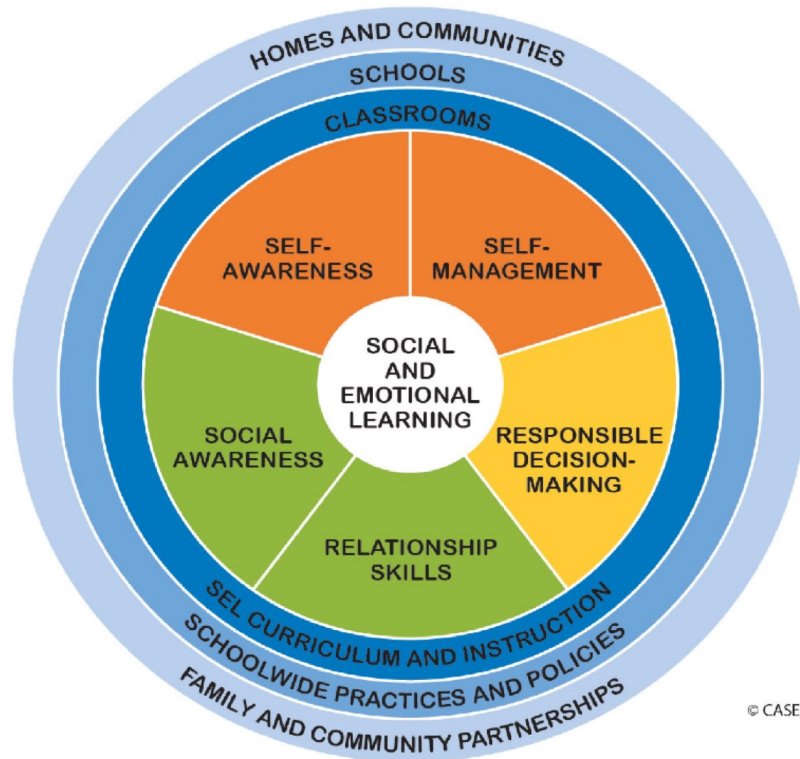 HOMES AND COMMUNITIES
SCHOOLS
CLASSROOMS
SELF-
AWARENESS
SELF-
MANAGEMENT
SOCIAL
AND
EMOTIONAL
LEARNING
SOCIAL
AWARENESS
RESPONSIBLE
DECISION-
MAKING
RELATIONSHIP
SKILLS
SEL CURRICULUM AND INSTRUCTION
SCHOOLWIDE PRACTICES AND POLICIES
FAMILY AND COMMUNITY PARTNERSHIPS
© CASE